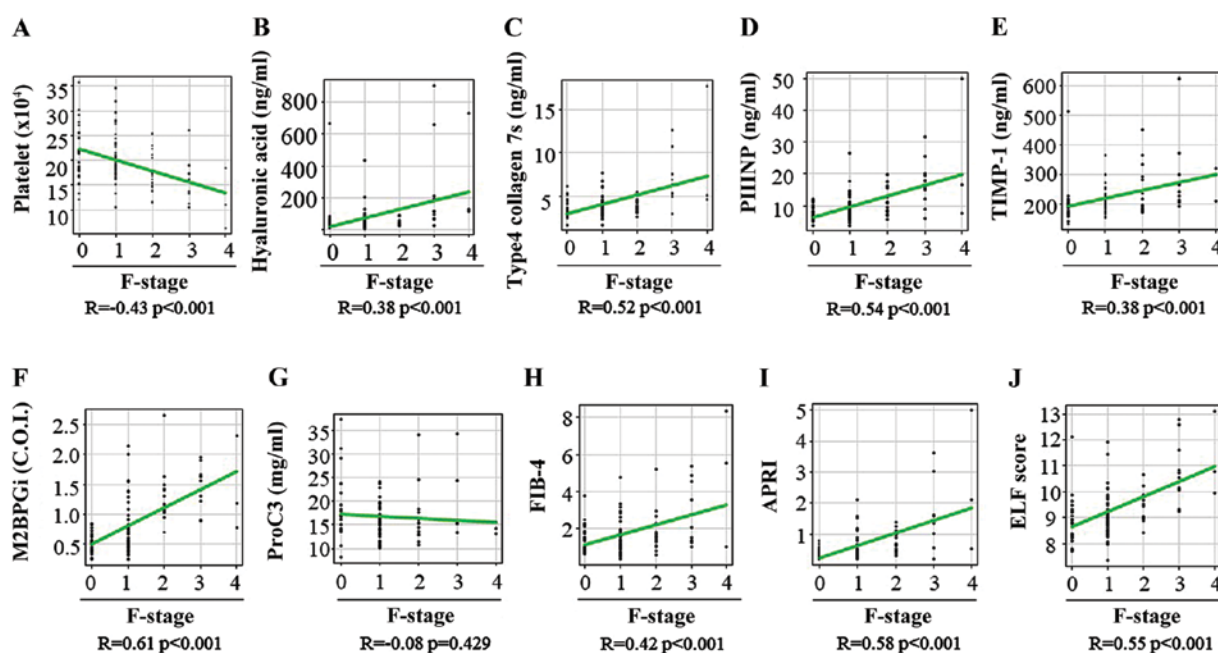 A
Platelet (x10⁴)
35
30
25
20
15
10
0 1 2 3 4
F-stage
R=-0.43 p<0.001
B
Hyaluronic acid (ng/ml)
800
600
400
200
0 1 2 3 4
F-stage
R=0.38 p<0.001
C
Type4 collagen 7s (ng/ml)
15
10
5
0 1 2 3 4
F-stage
R=0.52 p<0.001
D
PIIINP (ng/ml)
50
40
30
20
10
0 1 2 3 4
F-stage
R=0.54 p<0.001
E
TIMP-1 (ng/ml)
600
500
400
300
200
0 1 2 3 4
F-stage
R=0.38 p<0.001
F
M2BPGi (C.O.I.)
2.5
2.0
1.5
1.0
0.5
0 1 2 3 4
F-stage
R=0.61 p<0.001
G
ProC3 (mg/ml)
35
30
25
20
15
10
0 1 2 3 4
F-stage
R=-0.08 p=0.429
H
FIB-4
8
6
4
2
0 1 2 3 4
F-stage
R=0.42 p<0.001
I
APRI
5
4
3
2
1
0 1 2 3 4
F-stage
R=0.58 p<0.001
J
ELF score
13
12
11
10
9
8
0 1 2 3 4
F-stage
R=0.55 p<0.001